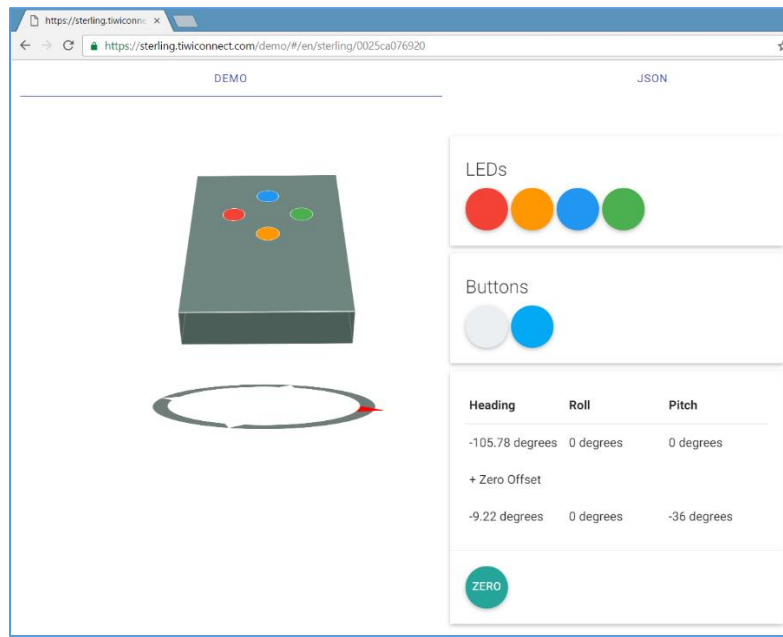 https://sterling.tiwiconne
https://sterling.tiwiconnect.com/demo/#/en/sterling/0025ca076920
DEMO JSON
LEDs
Buttons
Heading Roll Pitch
-105.78 degrees 0 degrees 0 degrees
+ Zero Offset
-9.22 degrees 0 degrees -36 degrees
ZERO